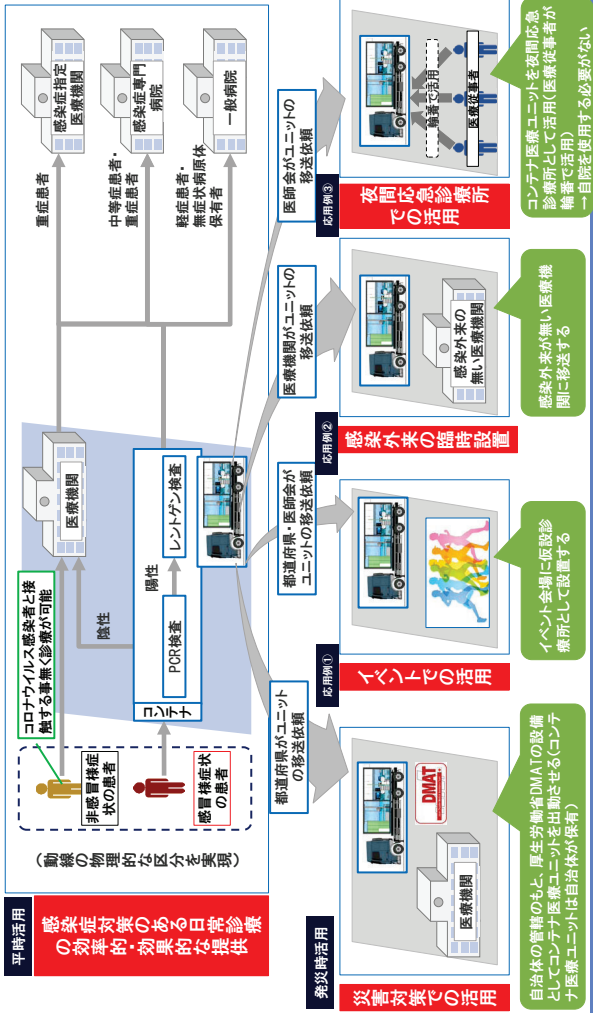 平時活用
感染症対策のある日常診療
の効率的・効果的な提供
(動線の物理的な区分を実現)
コロナウイルス感染者と接
触する事無く診療が可能
非感冒様症
状の患者
感冒様症状
の患者
コンテナ
PCR検査
陽性
レントゲン検査
陰性
医療機関
重症患者
中等症患者・
重症患者
軽症患者・
無症状病原体
保有者
感染症指定
医療機関
感染症専門
病院
一般病院
都道府県がユニット
の移送依頼
都道府県・医師会が
ユニットの移送依頼
医療機関がユニットの
移送依頼
医師会がユニットの
移送依頼
発災時活用
災害対策での活用
医療機関
DMAT
自治体の管轄のもと、厚生労働省DMATの設備
としてコンテナ医療ユニットを出動させる(コンテ
ナ医療ユニットは自治体が保有)
応用例①
イベントでの活用
イベント会場に仮設診
療所として設置する
応用例②
感染外来の臨時設置
感染外来の
無い医療機関
感染外来が無い医療機
関に移送する
応用例③
夜間応急診療所
での活用
輪番で活用
医療従事者
コンテナ医療ユニットを夜間応急
診療所として活用(医療従事者が
輪番で活用)
→自院を使用する必要がない